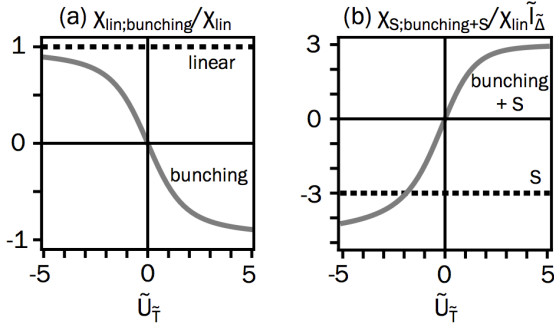 (a) χlin;bunching/χlin
1
0
-1
linear
bunching
-5
0
5
ŨT̃
(b) χS;bunching+S/χlinĨΔ̃
3
0
-3
bunching
+ S
S
-5
0
5
ŨT̃